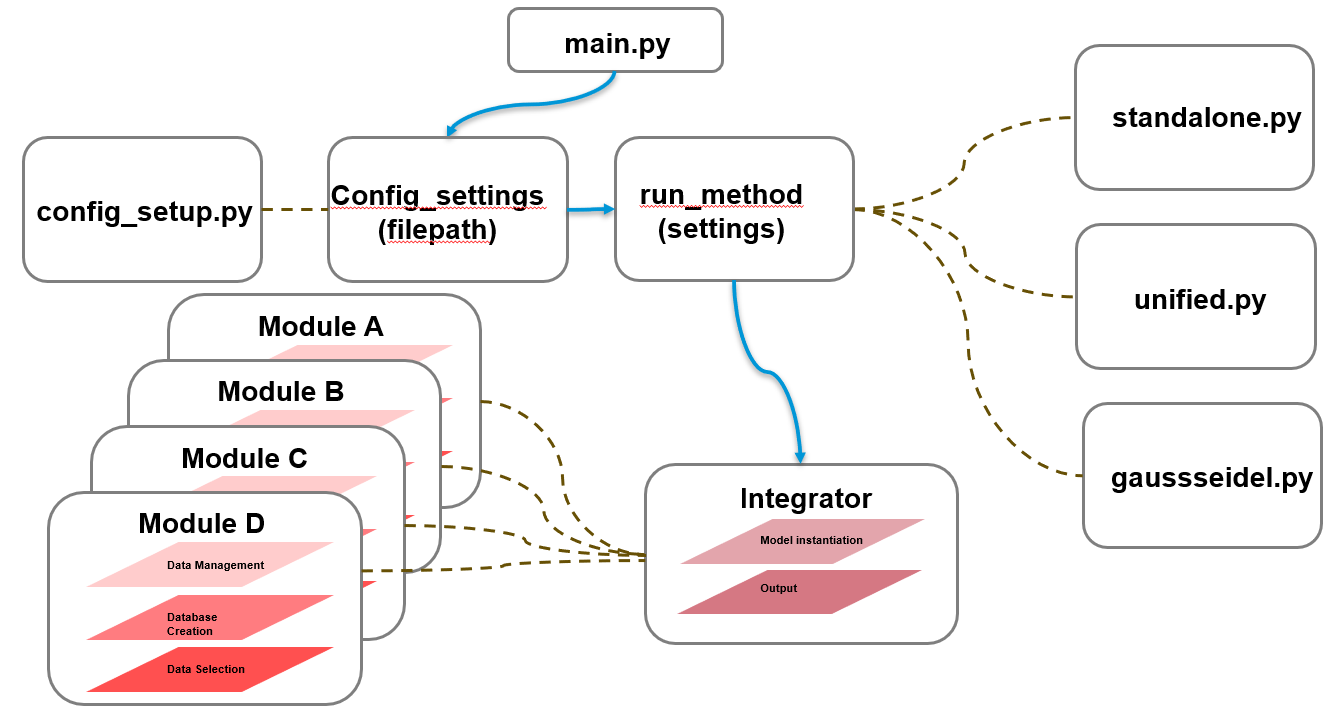 main.py
standalone.py
config_setup.py
Config_settings
(filepath)
run_method
(settings)
unified.py
Module A
Module B
Module C
Module D
Data Management
Database
Creation
Data Selection
Integrator
Model instantiation
Output
gaussseidel.py